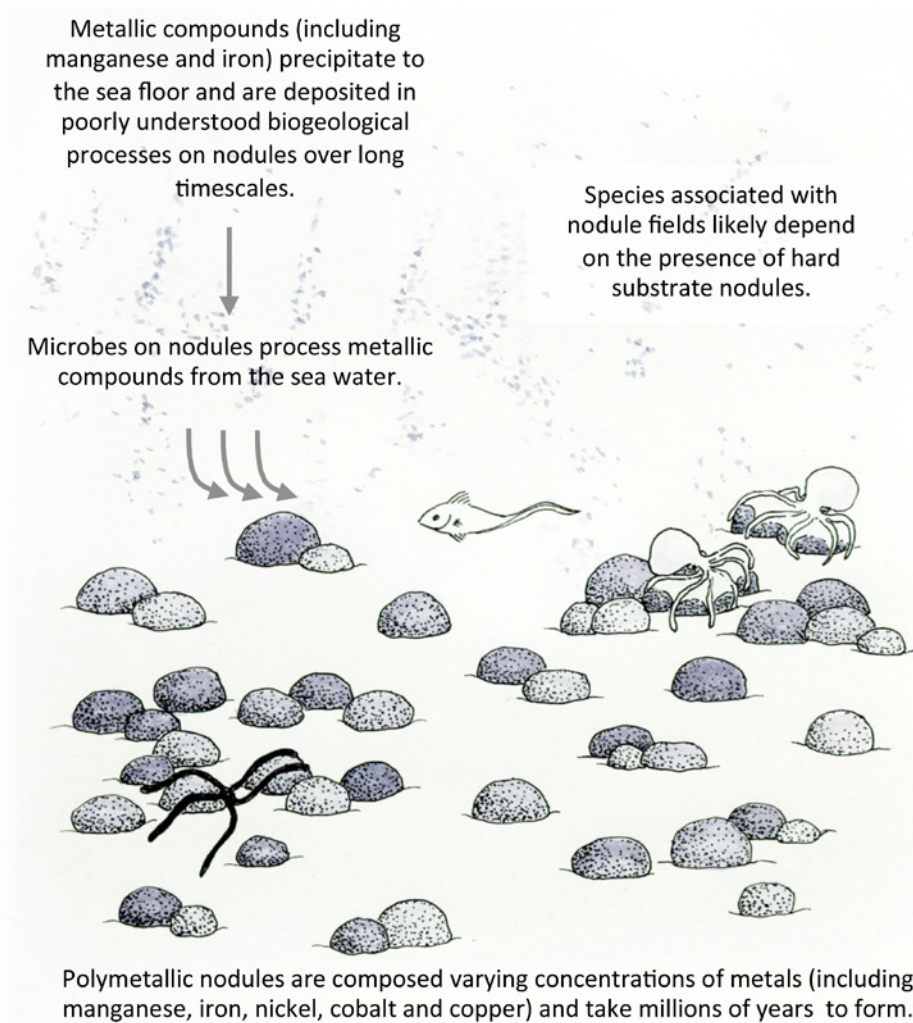 Metallic compounds (including
manganese and iron) precipitate to
the sea floor and are deposited in
poorly understood biogeological
processes on nodules over long
timescales.
Species associated with
nodule fields likely depend
on the presence of hard
substrate nodules.
Microbes on nodules process metallic
compounds from the sea water.
Polymetallic nodules are composed varying concentrations of metals (including
manganese, iron, nickel, cobalt and copper) and take millions of years to form.